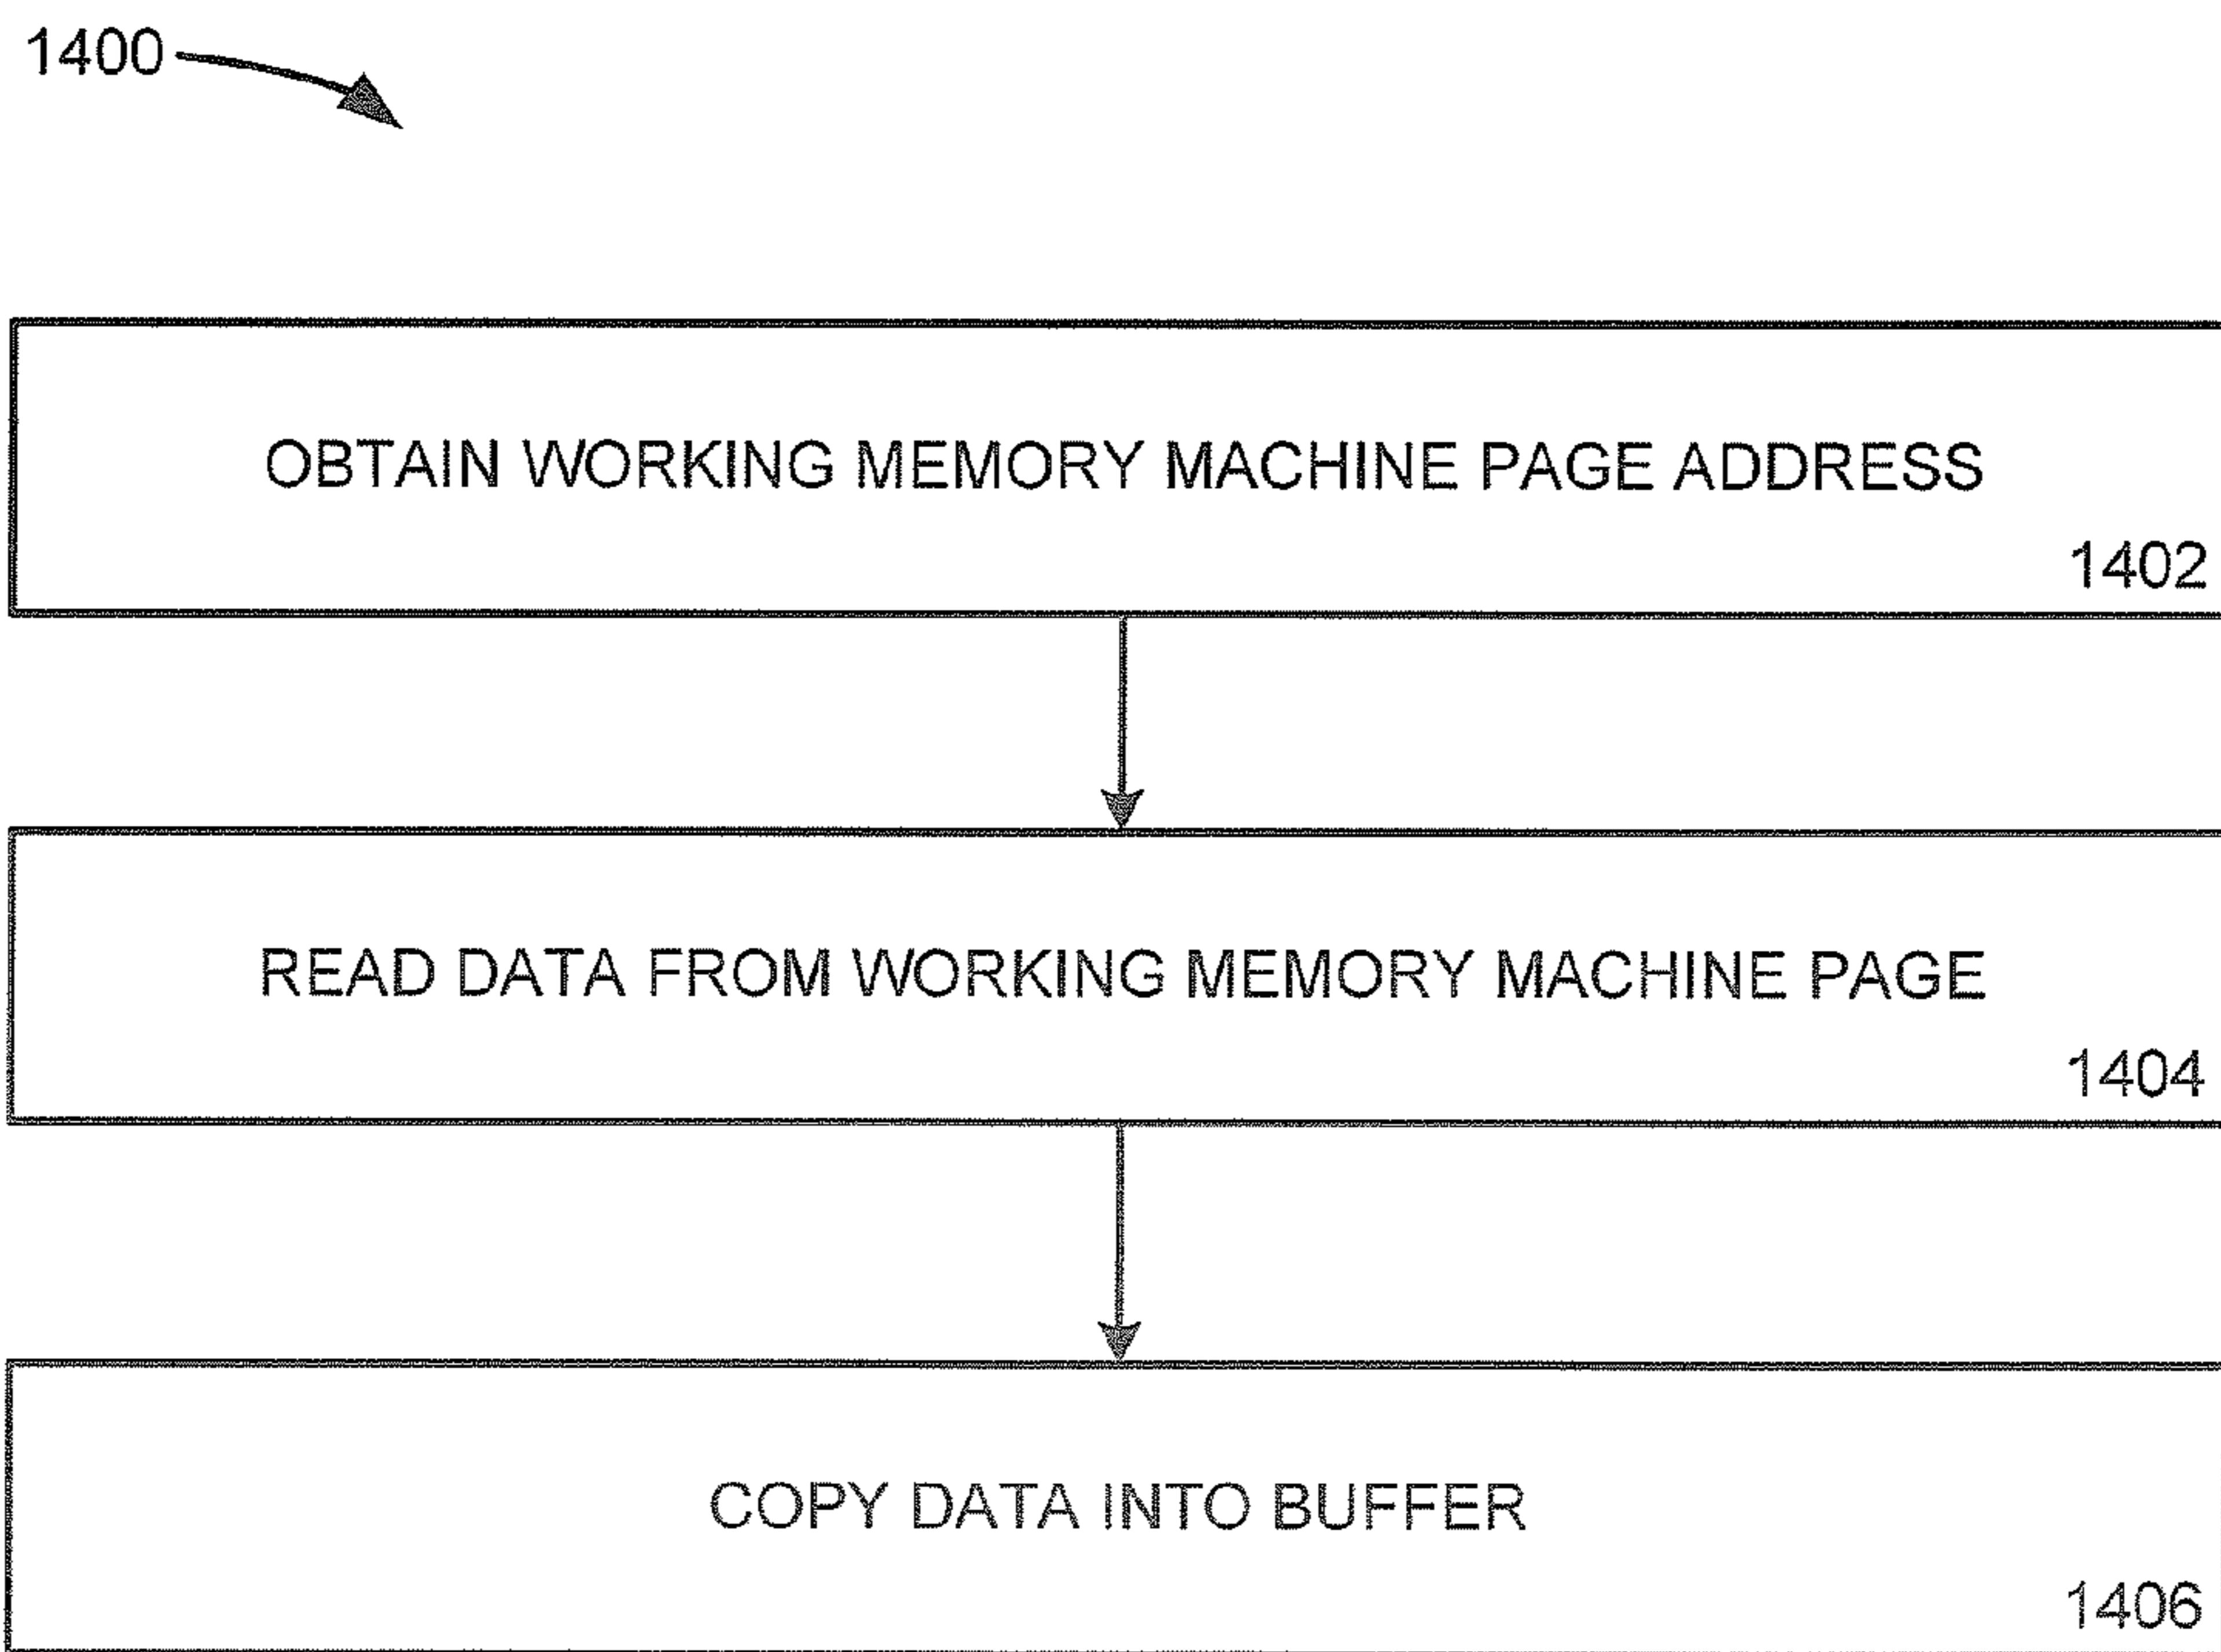 1400
OBTAIN WORKING MEMORY MACHINE PAGE ADDRESS
1402
READ DATA FROM WORKING MEMORY MACHINE PAGE
1404
COPY DATA INTO BUFFER
1406